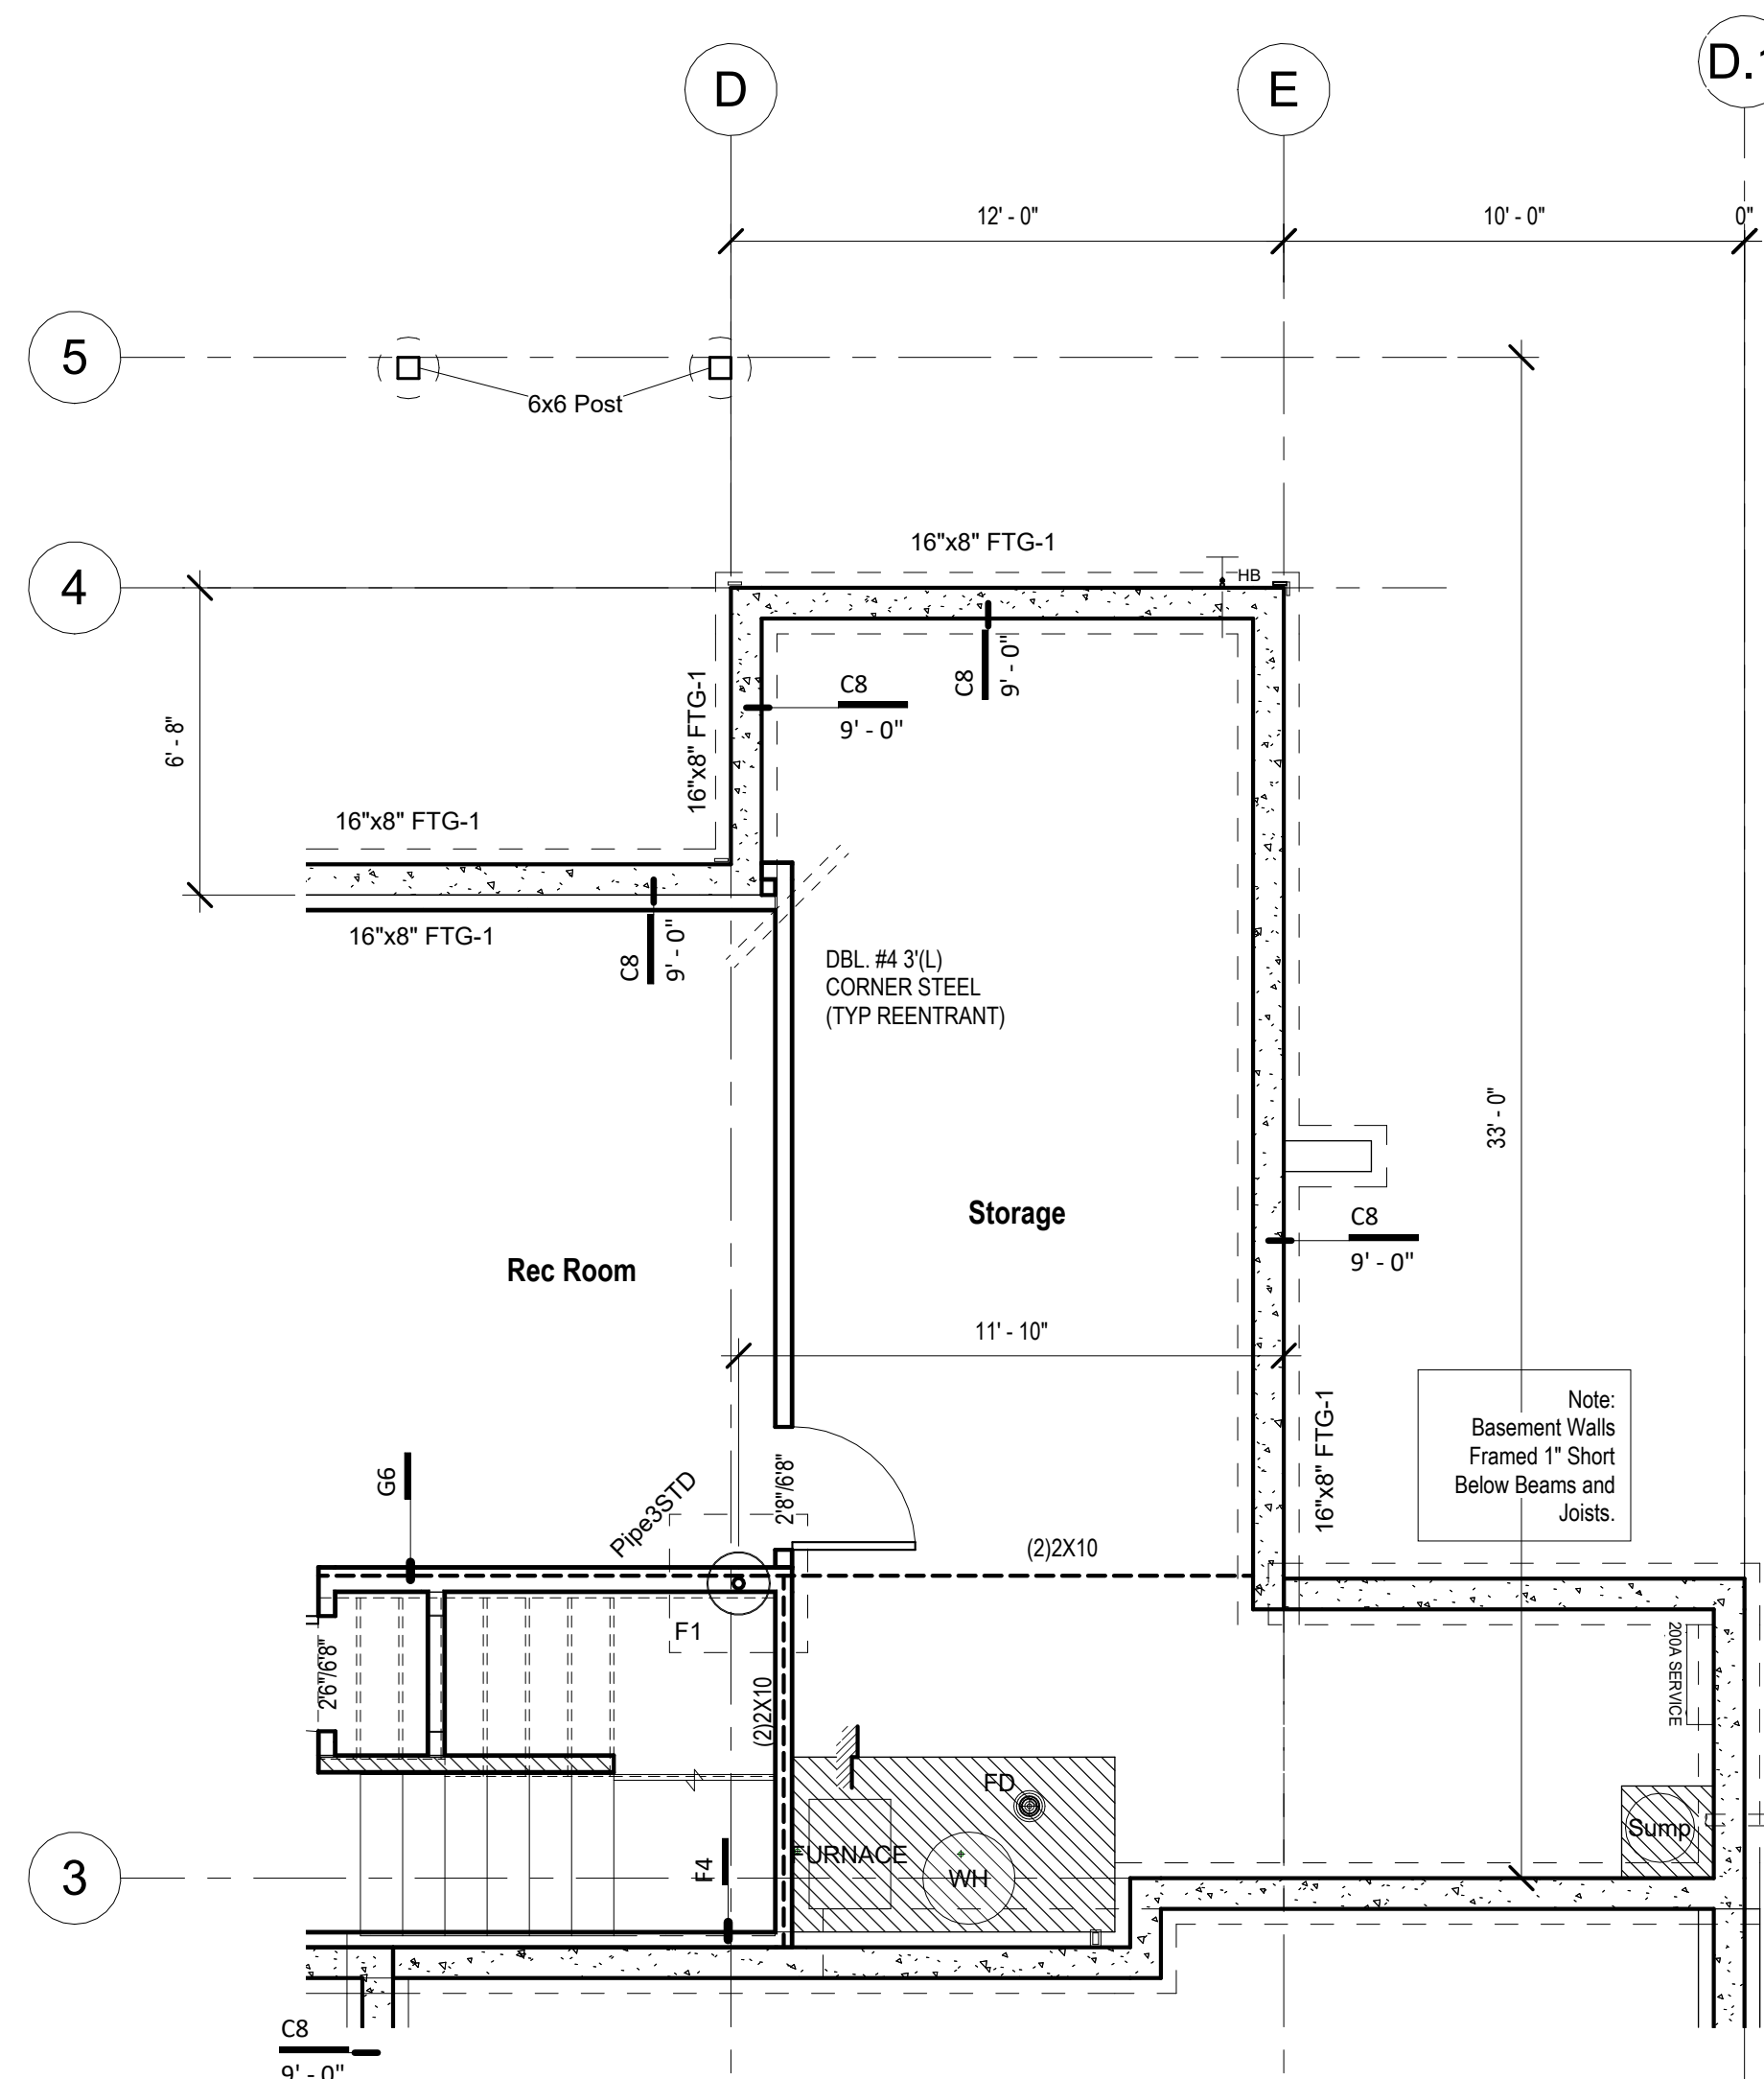 D
E
D.1
12' - 0"
10' - 0"
0"
5
6x6 Post
4
16"x8" FTG-1
HB
C8
9' - 0"
C8
9' - 0"
16"x8" FTG-1
6' - 8"
16"x8" FTG-1
16"x8" FTG-1
C8
9' - 0"
DBL. #4 3'(L)
CORNER STEEL
(TYP REENTRANT)
33' - 0"
Storage
C8
9' - 0"
Rec Room
11' - 10"
16"x8" FTG-1
Note:
Basement Walls
Framed 1" Short
Below Beams and
Joists.
G6
Pipe3STD
2'8"/6'8"
(2)2X10
F1
2'6"/6'8"
(2)2X10
200A SERVICE
FD
FURNACE
WH
Sump
F4
3
C8
9' - 0"